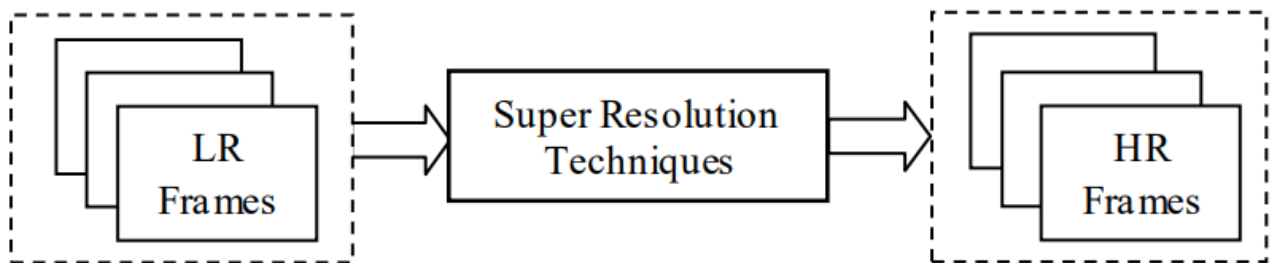 LR
Frames
Super Resolution
Techniques
HR
Frames